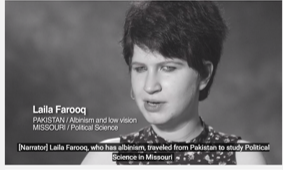 Laila Farooq
PAKISTAN / Albinism and low vision
MISSOURI / Political Science
[Narrator] Laila Farooq, who has albinism, traveled from Pakistan to study Political
Science in Missouri